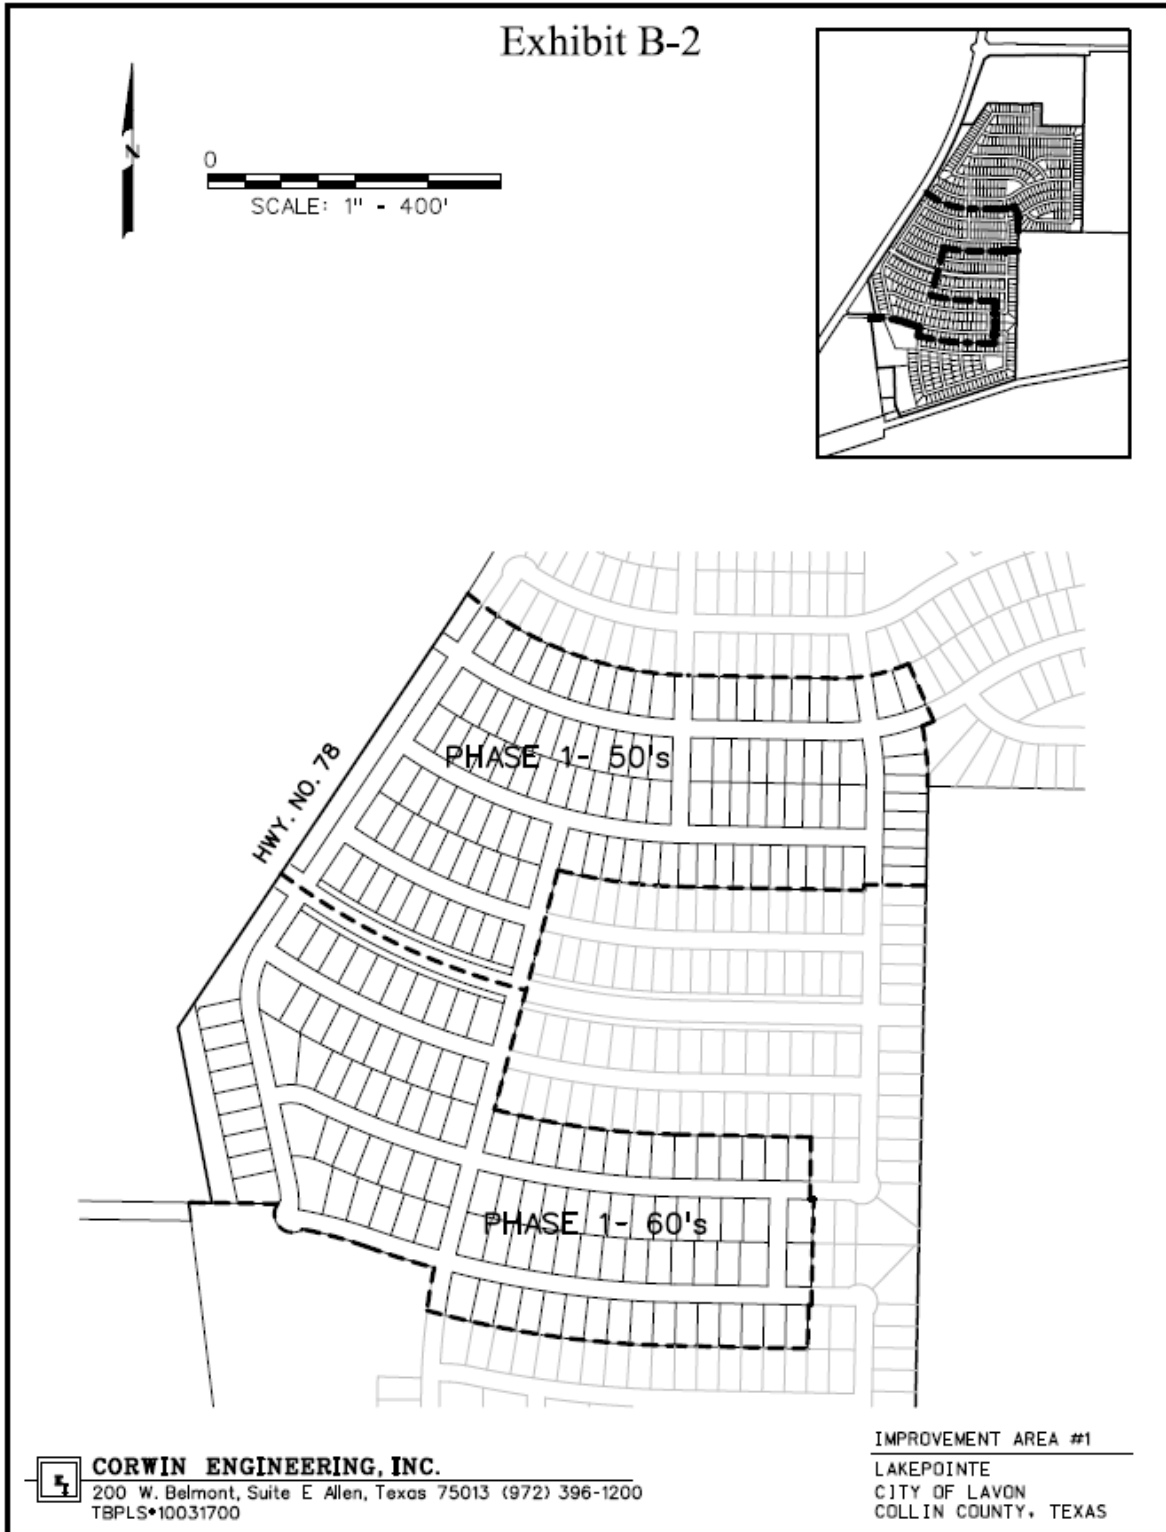 Exhibit B-2
N
0
SCALE: 1" - 400'
HWY. NO. 78
PHASE 1- 50's
PHASE 1- 60's
CORWIN ENGINEERING, INC.
200 W. Belmont, Suite E Allen, Texas 75013 (972) 396-1200
TBPLS•10031700
IMPROVEMENT AREA #1
LAKEPOINTE
CITY OF LAVON
COLLIN COUNTY, TEXAS